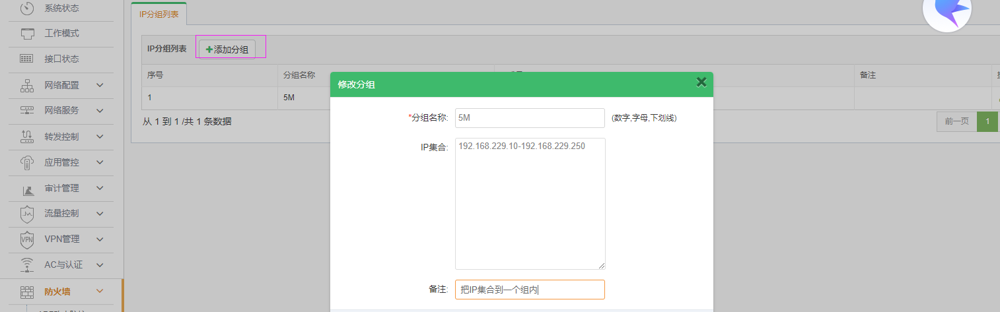 系统状态
工作模式
接口状态
网络配置
网络服务
转发控制
应用管控
审计管理
流量控制
VPN
VPN管理
AC与认证
防火墙
IP分组列表
IP分组列表
添加分组
序号
分组名称
备注
1
5M
从 1 到 1 /共 1 条数据
前一页
1
修改分组
*分组名称:
5M
(数字,字母,下划线)
IP集合:
192.168.229.10-192.168.229.250
备注:
把IP集合到一个组内